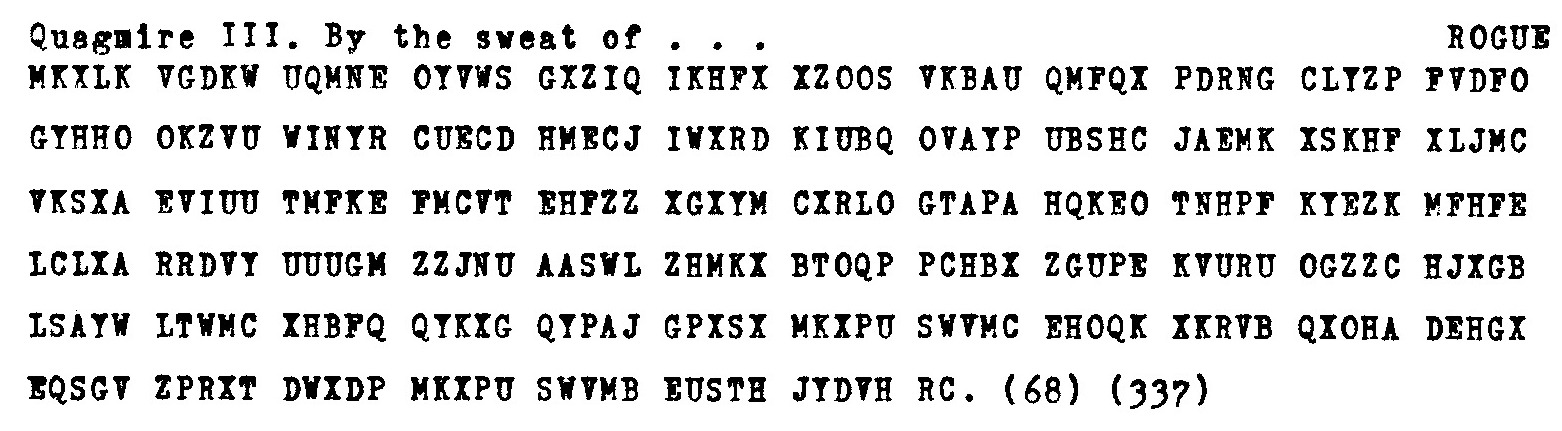 Quagmire III. By the sweat of . . . ROGUE
MKXLK VGDKW UQMNE OYVWS GXZIQ IKHFX XZOOS VKBAU QMFQX PDRNG CLYZP FVDFO
GYHHO OKZVU WINYR CUECD HMECJ IWXRD KIUBQ OVAYP UBSHC JAEMK XSKHF XLJMC
VKSXA EVIUU TMFKE FMCVT EHFZZ XGXYM CXRLO GTAPA HQKEO TNHPF KYEZK MFHFE
LCLXA RRDVY UUUGM ZZJNU AASWL ZHMKX BTOQP PCHBX ZGUPE KVURU OGZZC HJXGB
LSAYW LTWMC XHBFQ QYKXG QYPAJ GPXSX MKXPU SWVMC EHOQK XKRVB QXOHA DEHGX
EQSGV ZPRXT DWXDP MKXPU SWVMB EUSTH JYDVH RC. (68) (337)